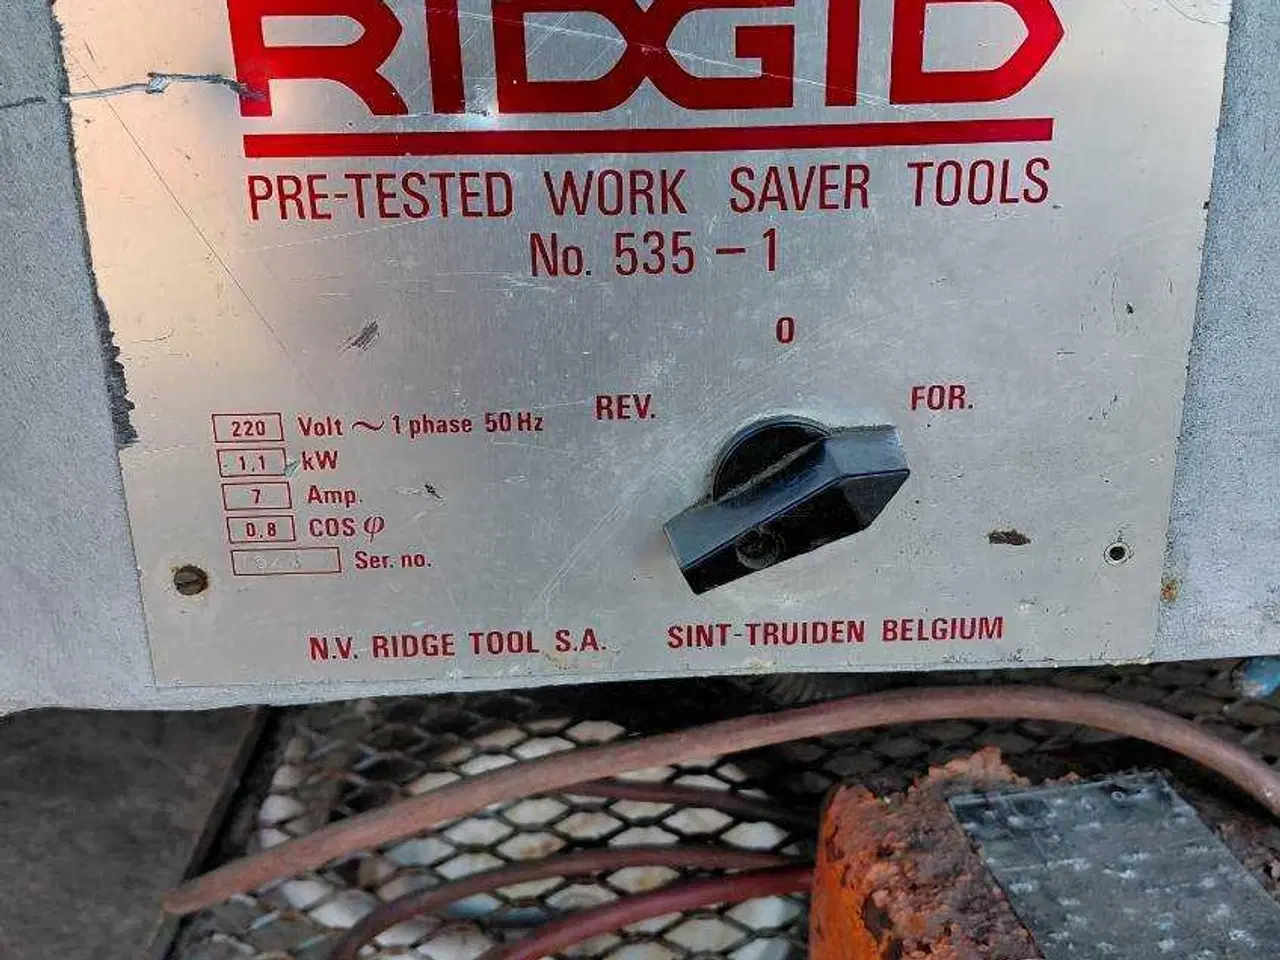 RIDGID
PRE-TESTED WORK SAVER TOOLS
No. 535-1
0
REV. FOR.
220 Volt ~ 1 phase 50 Hz
1,1 kW
7 Amp.
0,8 COS φ
Ser. no.
N.V. RIDGE TOOL S.A. SINT-TRUIDEN BELGIUM